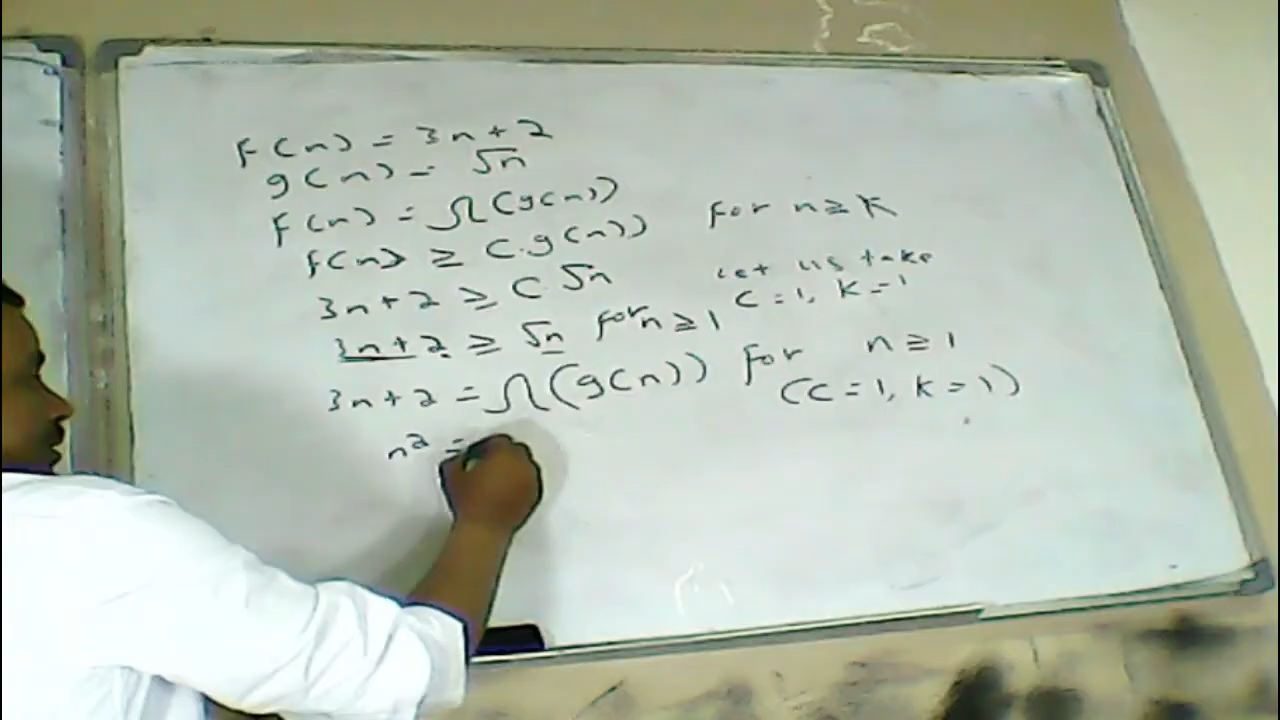 F(n) = 3n+2
g(n) = √n
F(n) = Ω(g(n))
F(n) ≥ C.g(n)) For n≥K
3n+2 ≥ C √n Let us take
C=1, K=1
3n+2 ≥ √n for n≥1
3n+2 = Ω(g(n)) For n≥1
(C=1, K=1)
n² =